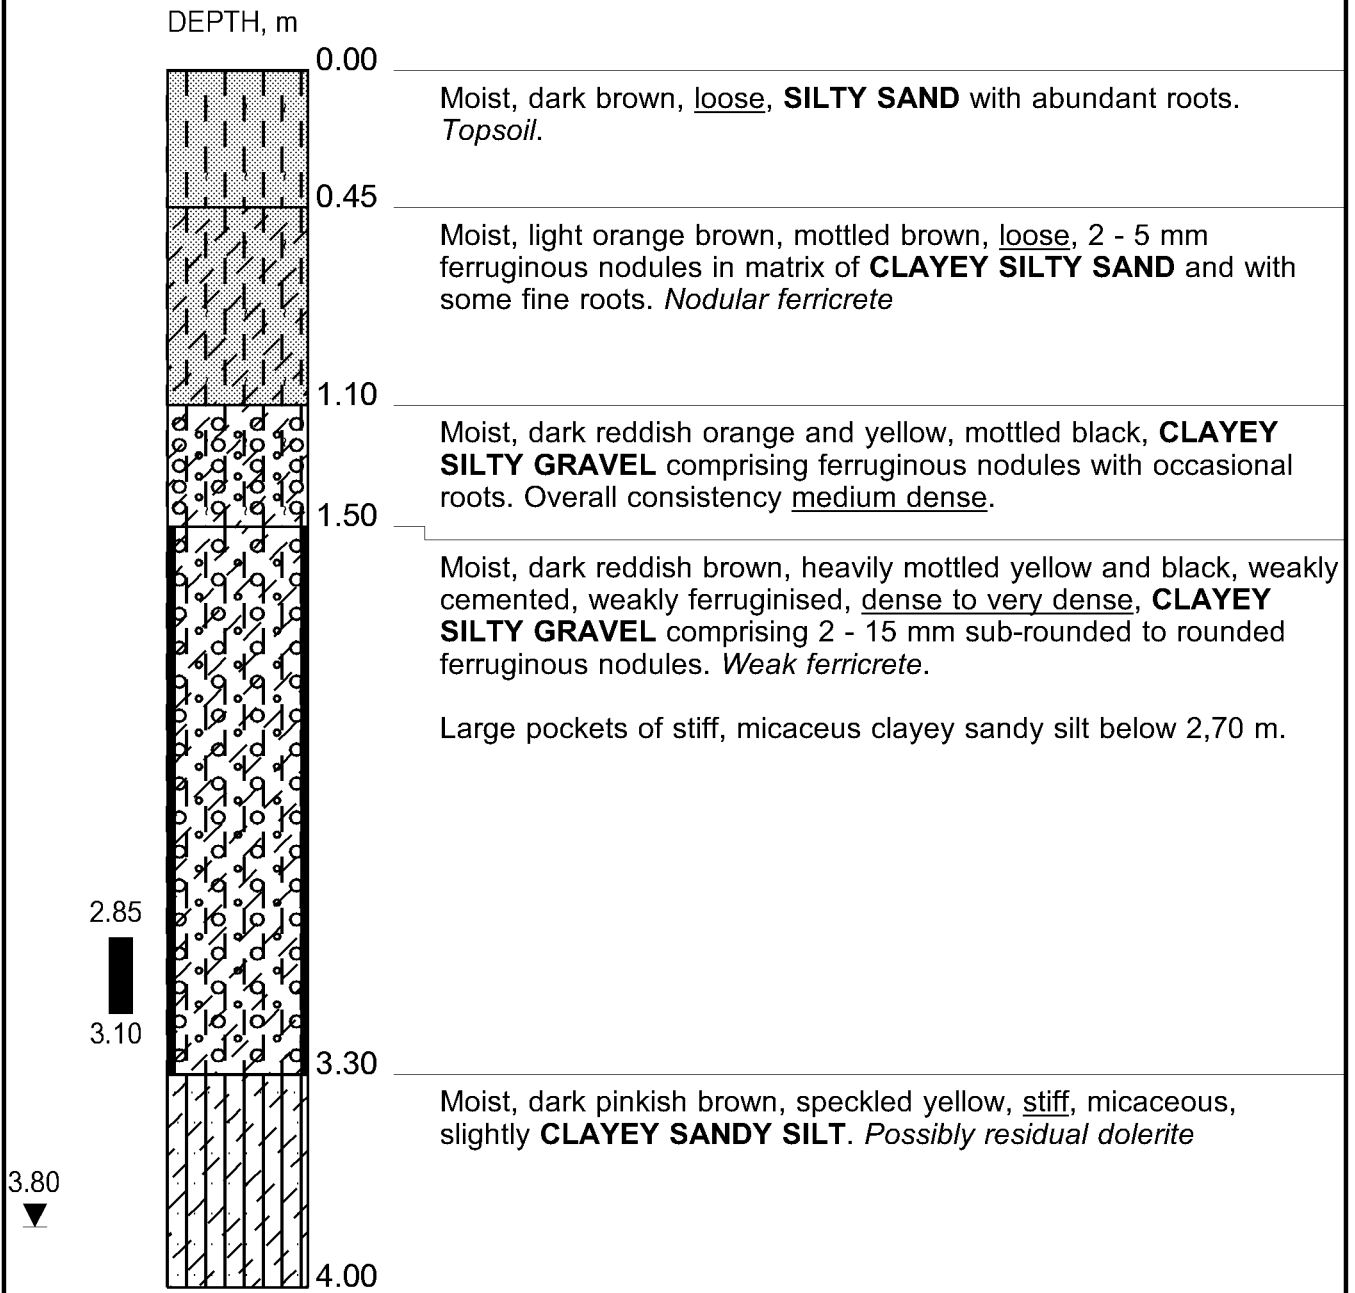 DEPTH, m
0.00
Moist, dark brown, loose, SILTY SAND with abundant roots.
Topsoil.
0.45
Moist, light orange brown, mottled brown, loose, 2 - 5 mm
ferruginous nodules in matrix of CLAYEY SILTY SAND and with
some fine roots. Nodular ferricrete
1.10
Moist, dark reddish orange and yellow, mottled black, CLAYEY
SILTY GRAVEL comprising ferruginous nodules with occasional
roots. Overall consistency medium dense.
1.50
Moist, dark reddish brown, heavily mottled yellow and black, weakly
cemented, weakly ferruginised, dense to very dense, CLAYEY
SILTY GRAVEL comprising 2 - 15 mm sub-rounded to rounded
ferruginous nodules. Weak ferricrete.
Large pockets of stiff, micaceus clayey sandy silt below 2,70 m.
2.85
3.10
3.30
Moist, dark pinkish brown, speckled yellow, stiff, micaceous,
slightly CLAYEY SANDY SILT. Possibly residual dolerite
3.80
4.00